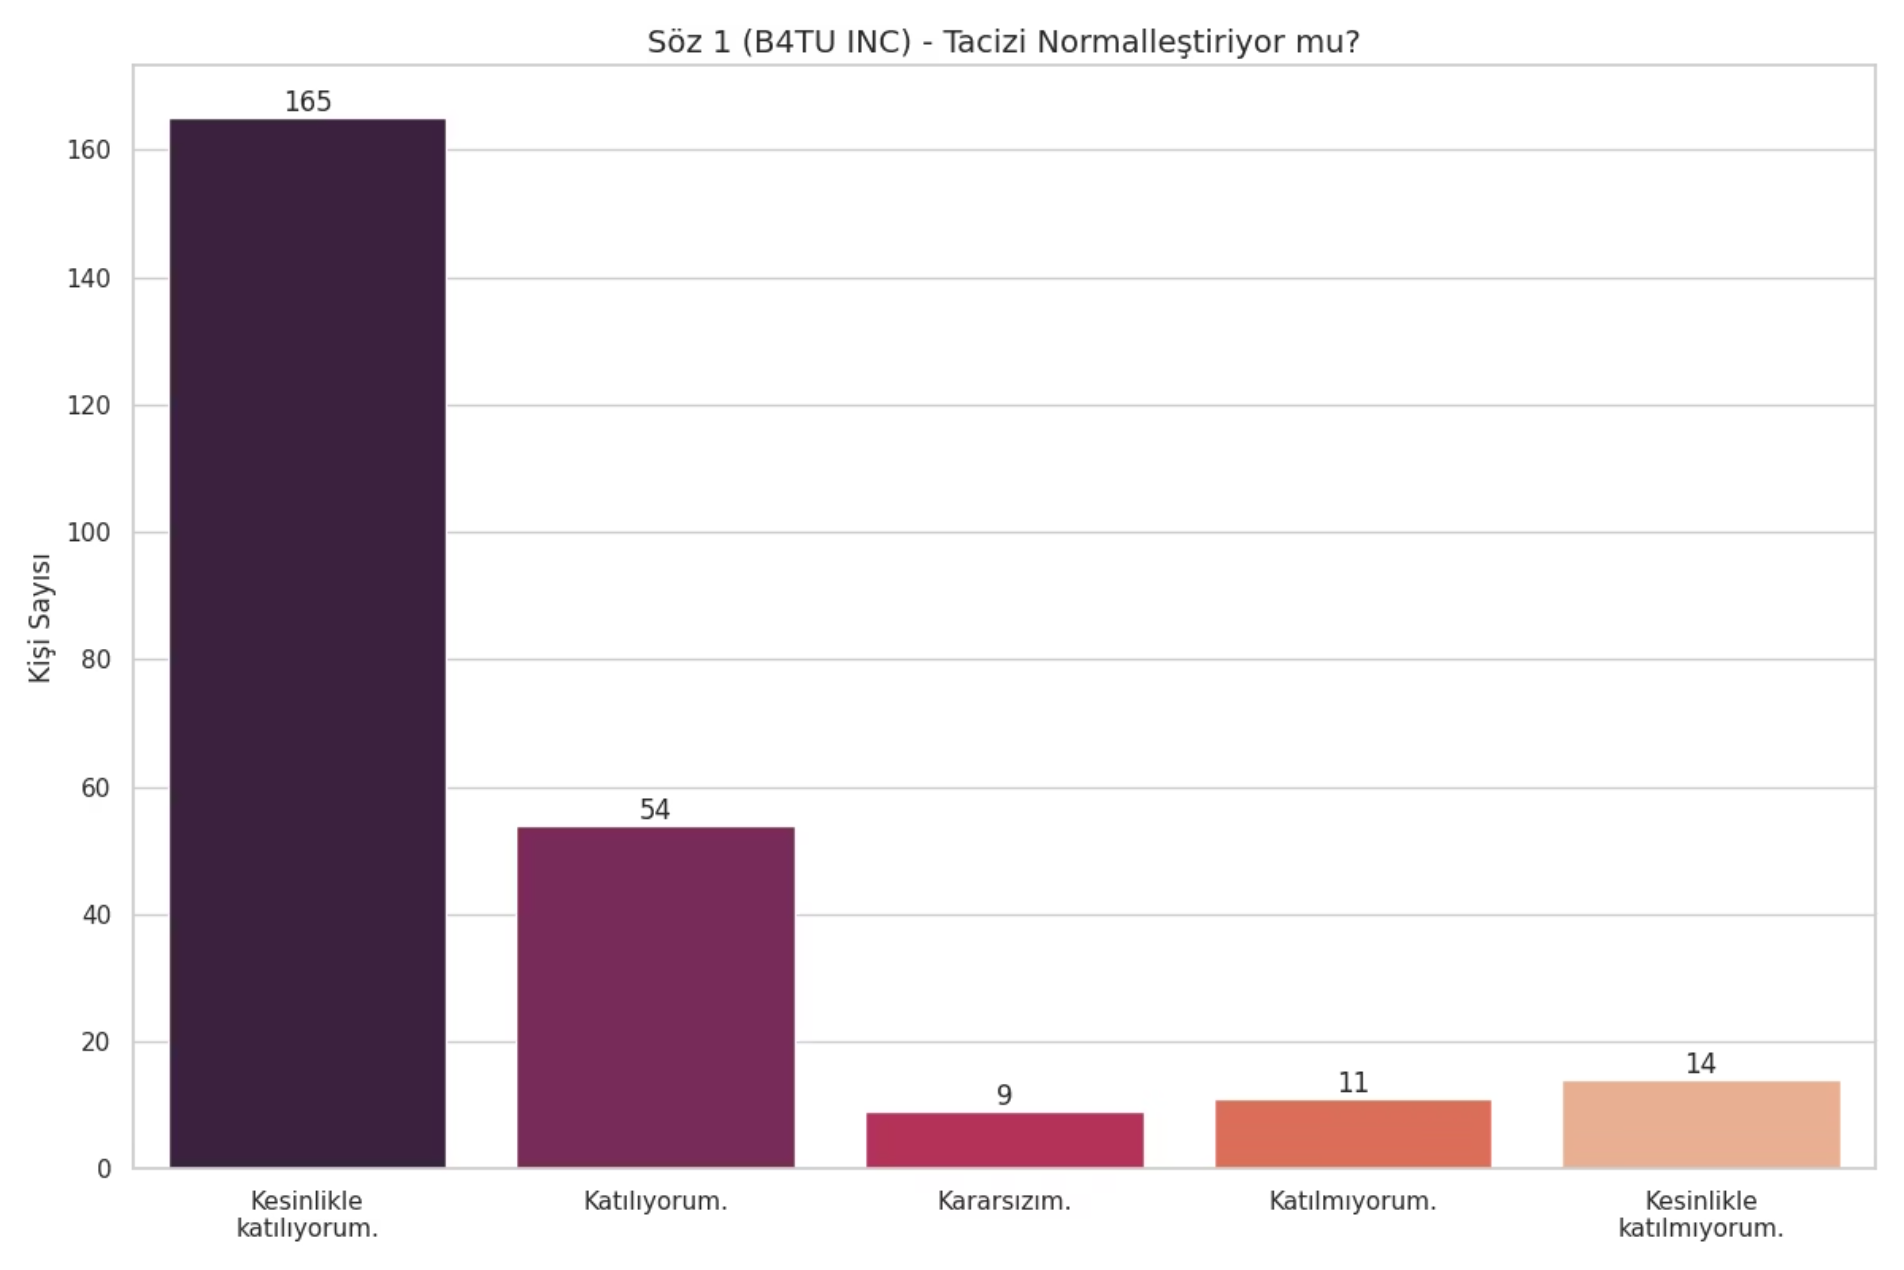 Söz 1 (B4TU INC) - Tacizi Normalleştiriyor mu?
165
160
140
120
100
80
60
54
40
20
14
11
9
0
Kişi Sayısı
Kesinlikle
katılıyorum.
Katılıyorum.
Kararsızım.
Katılmıyorum.
Kesinlikle
katılmıyorum.